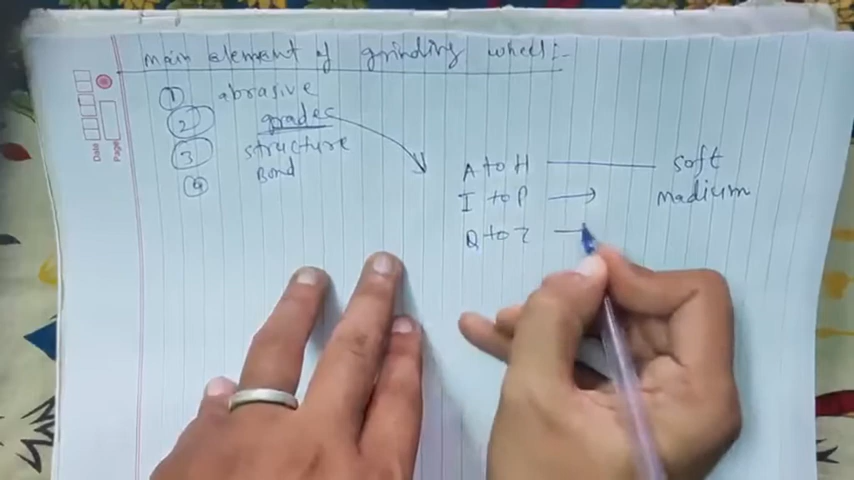 main element of grinding wheel :-
① abrasive
② grades
③ structure
④ Bond
A to H — soft
I to P → madium
Q to Z —
Date
Page